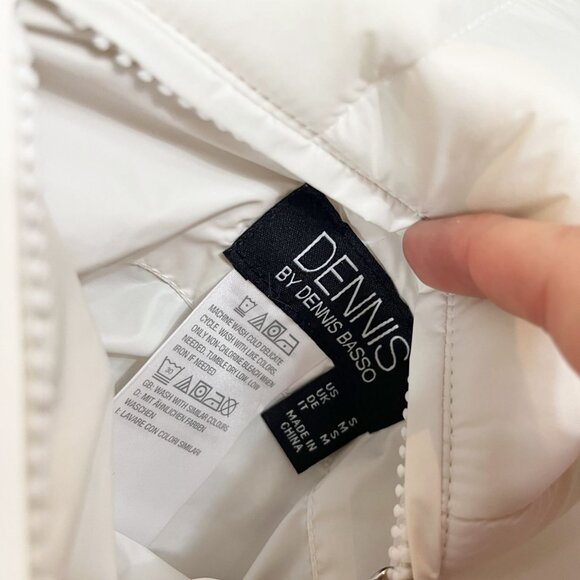 DENNIS
BY DENNIS BASSO
US S
UK M
DE M
IT M
MADE IN
CHINA
MACHINE WASH COLD DELICATE
CYCLE. WASH WITH LIKE COLORS.
ONLY NON-CHLORINE BLEACH WHEN
NEEDED. TUMBLE DRY LOW. LOW
IRON IF NEEDED.
30
GB. WASH WITH SIMILAR COLOURS
D: MIT ÄHNLICHEN FARBEN
WASCHEN
I: LAVARE CON COLORI SIMILARI